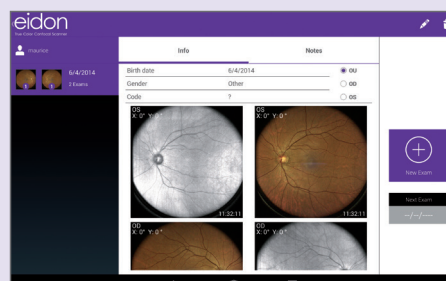 eidon
True Color Confocal Scanner
maurice
6/4/2014
2 Exams
Info Notes
Birth date 6/4/2014 OU
Gender Other OD
Code ? OS
OS
X: 0° Y: 0°
11:32:11
OS
X: 0° Y: 0°
11:32:11
OD
X: 0° Y: 0°
OD
X: 0° Y: 0°
New Exam
Next Exam
--/--/----